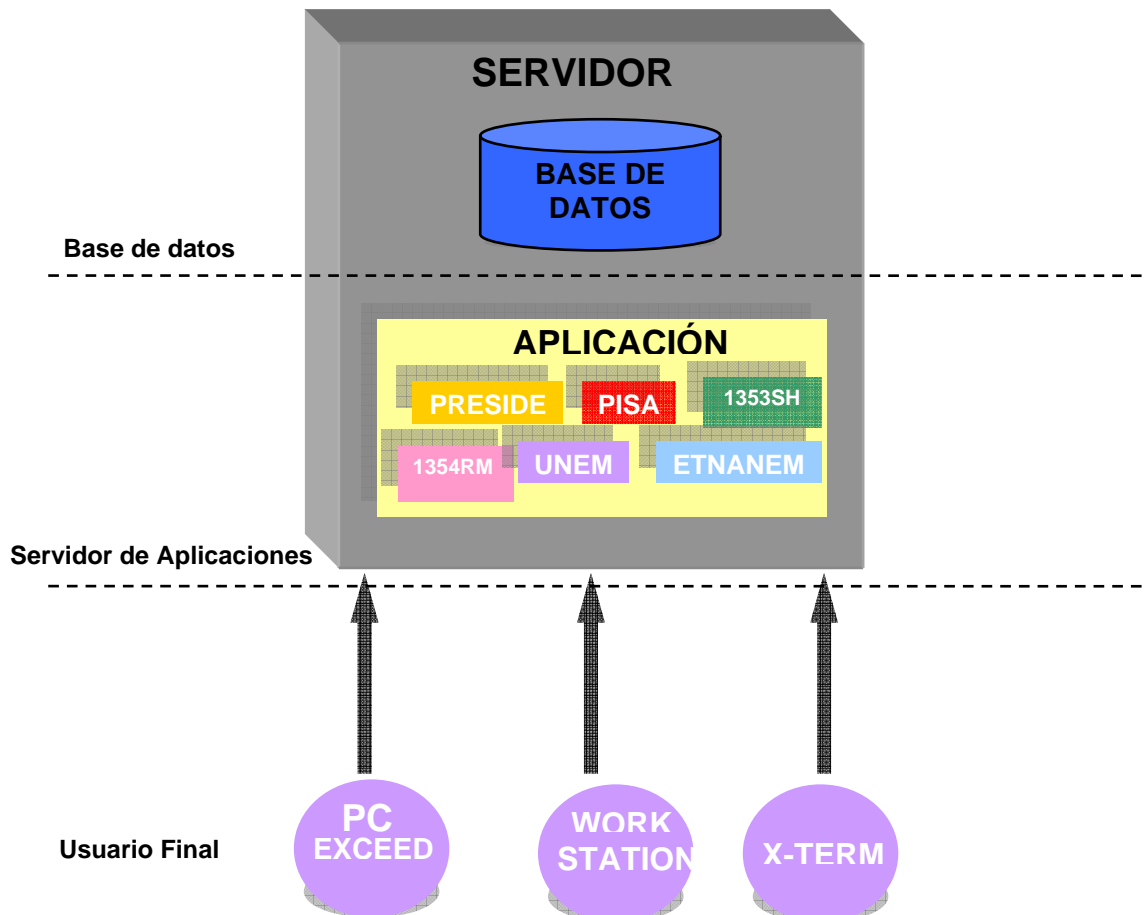 SERVIDOR
BASE DE
DATOS
Base de datos
APLICACIÓN
PRESIDE
PISA
1353SH
1354RM
UNEM
ETNANEM
Servidor de Aplicaciones
PC
EXCEED
WORK
STATION
X-TERM
Usuario Final